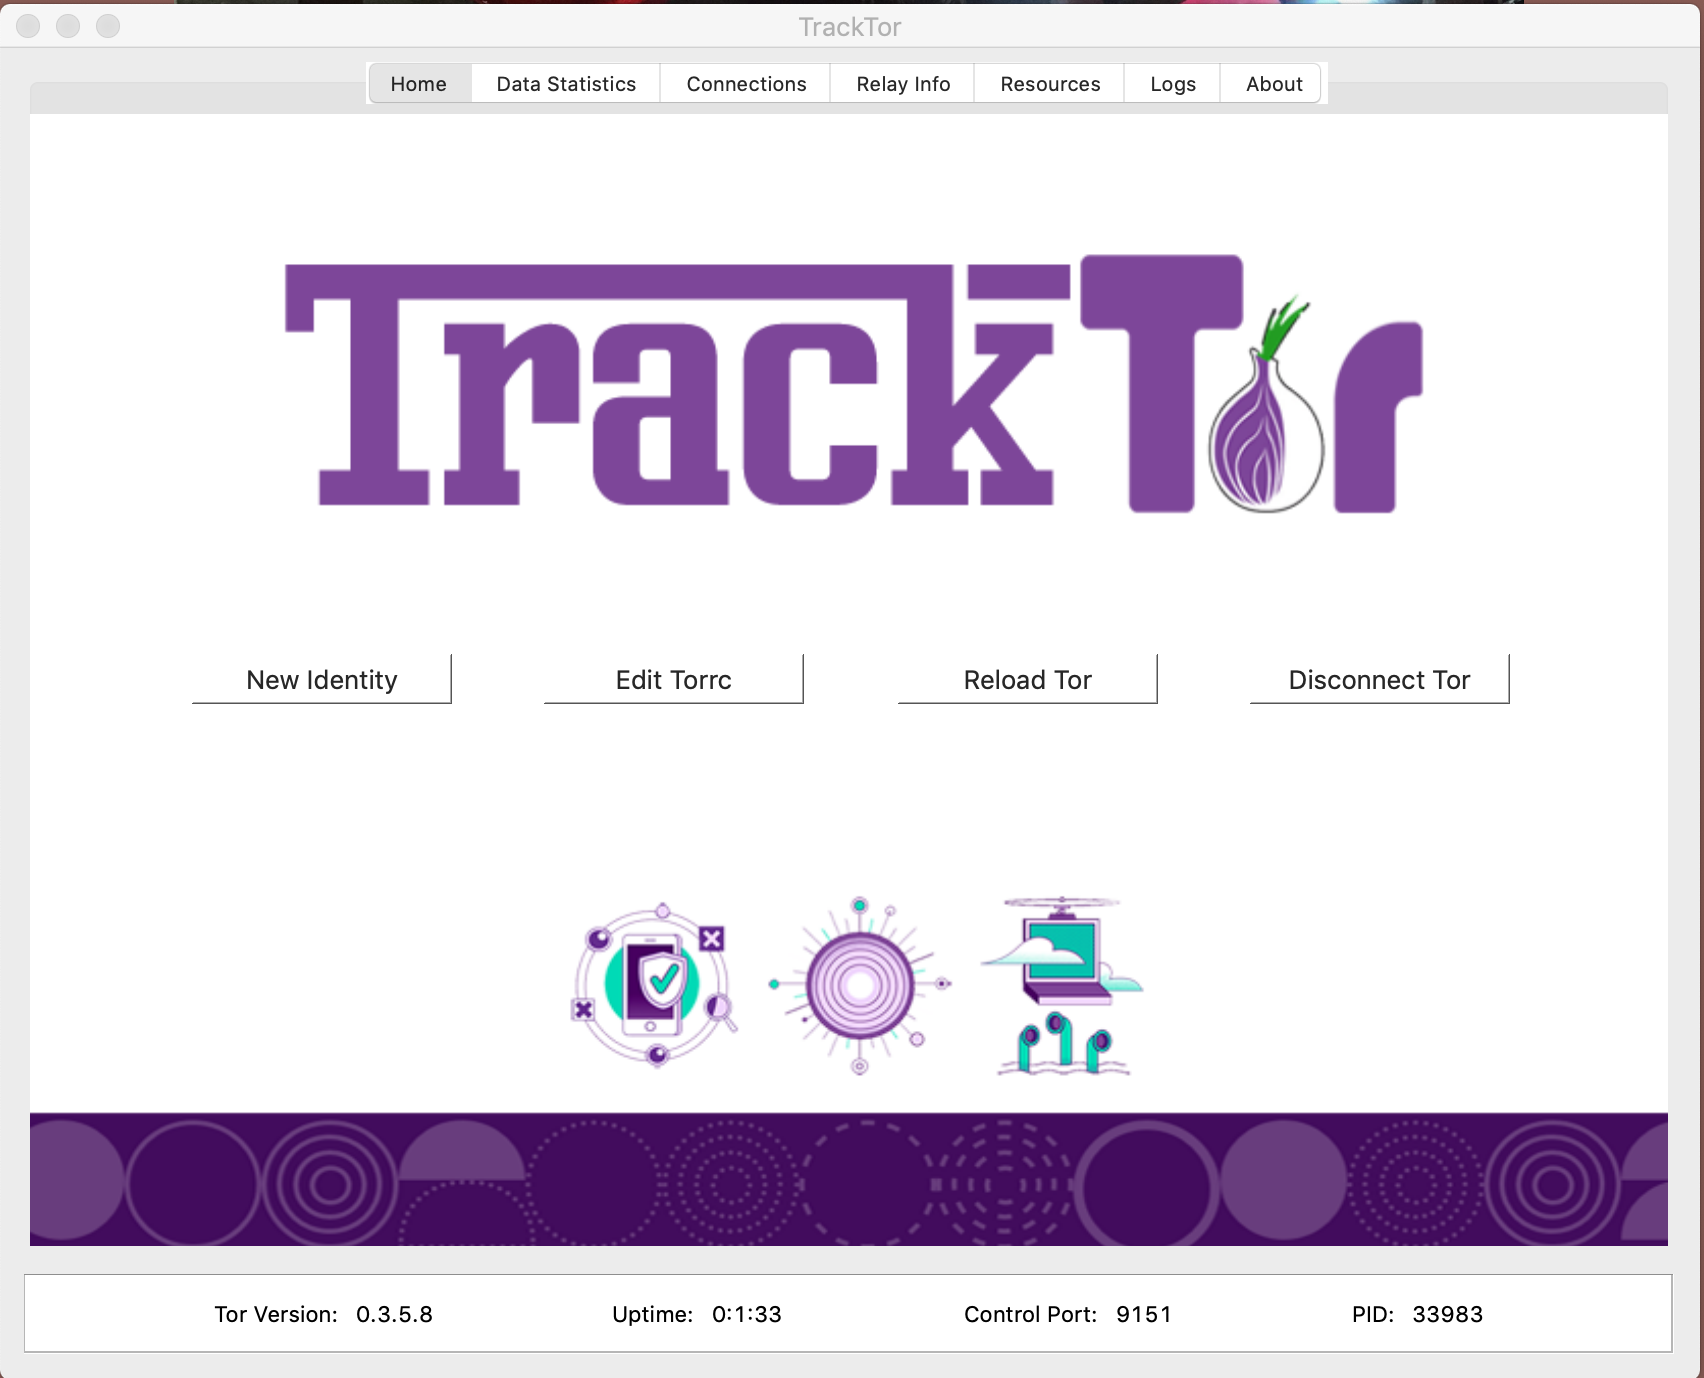 TrackTor
Home Data Statistics Connections Relay Info Resources Logs About
TrackTor
New Identity Edit Torrc Reload Tor Disconnect Tor
Tor Version: 0.3.5.8 Uptime: 0:1:33 Control Port: 9151 PID: 33983